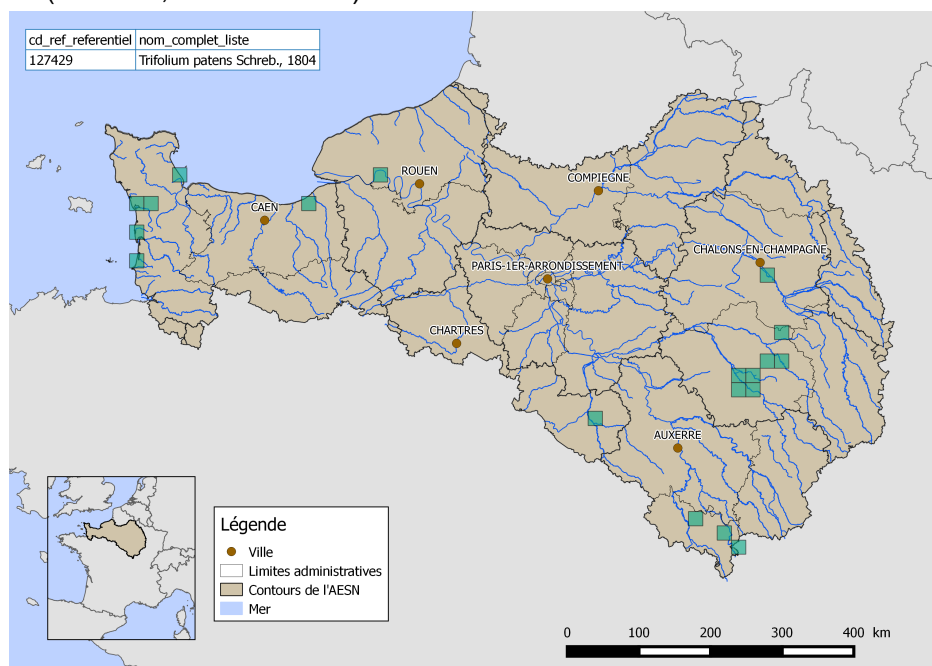 cd_ref_referentiel nom_complet_liste
127429 Trifolium patens Schreb., 1804
ROUEN
COMPIEGNE
CAEN
CHALONS-EN-CHAMPAGNE
PARIS-1ER-ARRONDISSEMENT
CHARTRES
AUXERRE
Légende
Ville
Limites administratives
Contours de l'AESN
Mer
0 100 200 300 400 km